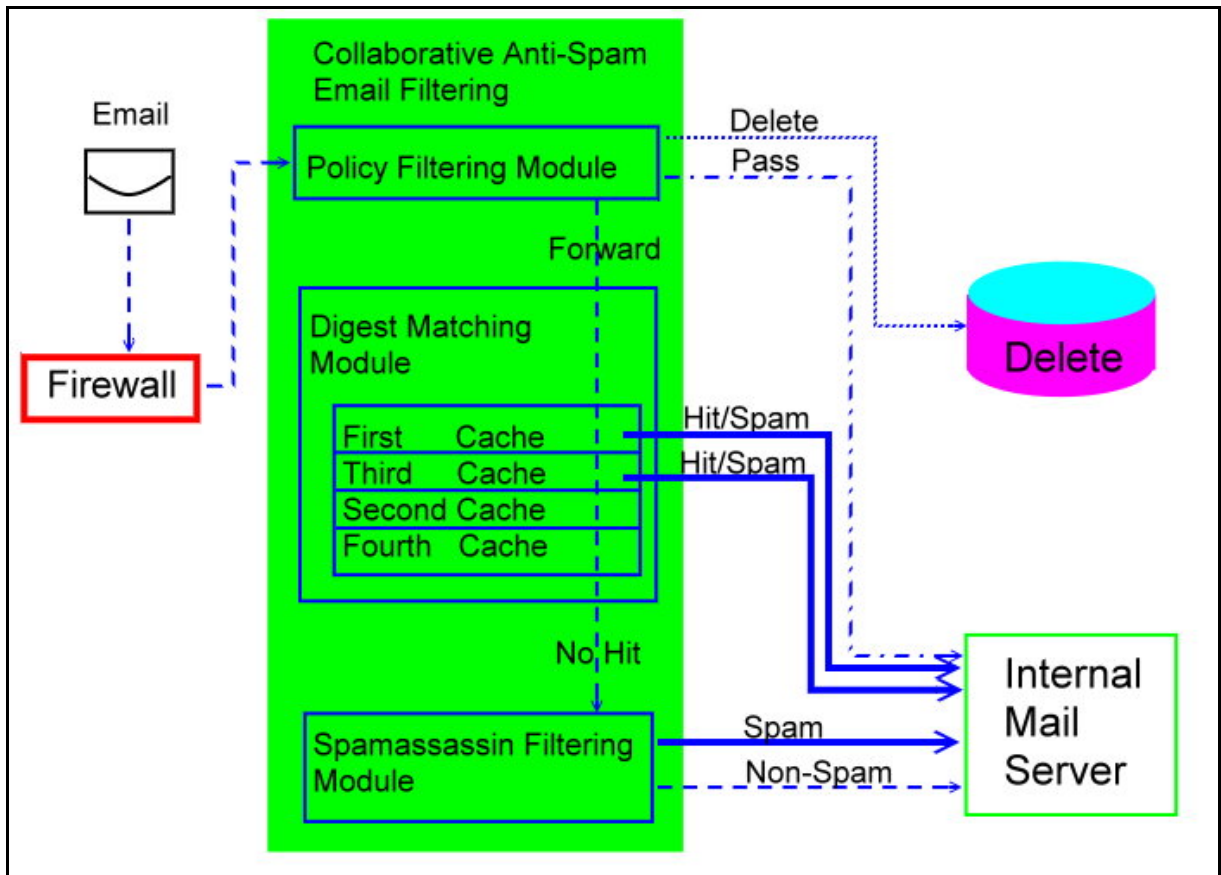 Collaborative Anti-Spam
Email Filtering
Email
Policy Filtering Module
Delete
Pass
Forward
Firewall
Digest Matching
Module
First Cache
Third Cache
Second Cache
Fourth Cache
Hit/Spam
Hit/Spam
Delete
No Hit
Spamassassin Filtering
Module
Spam
Non-Spam
Internal
Mail
Server